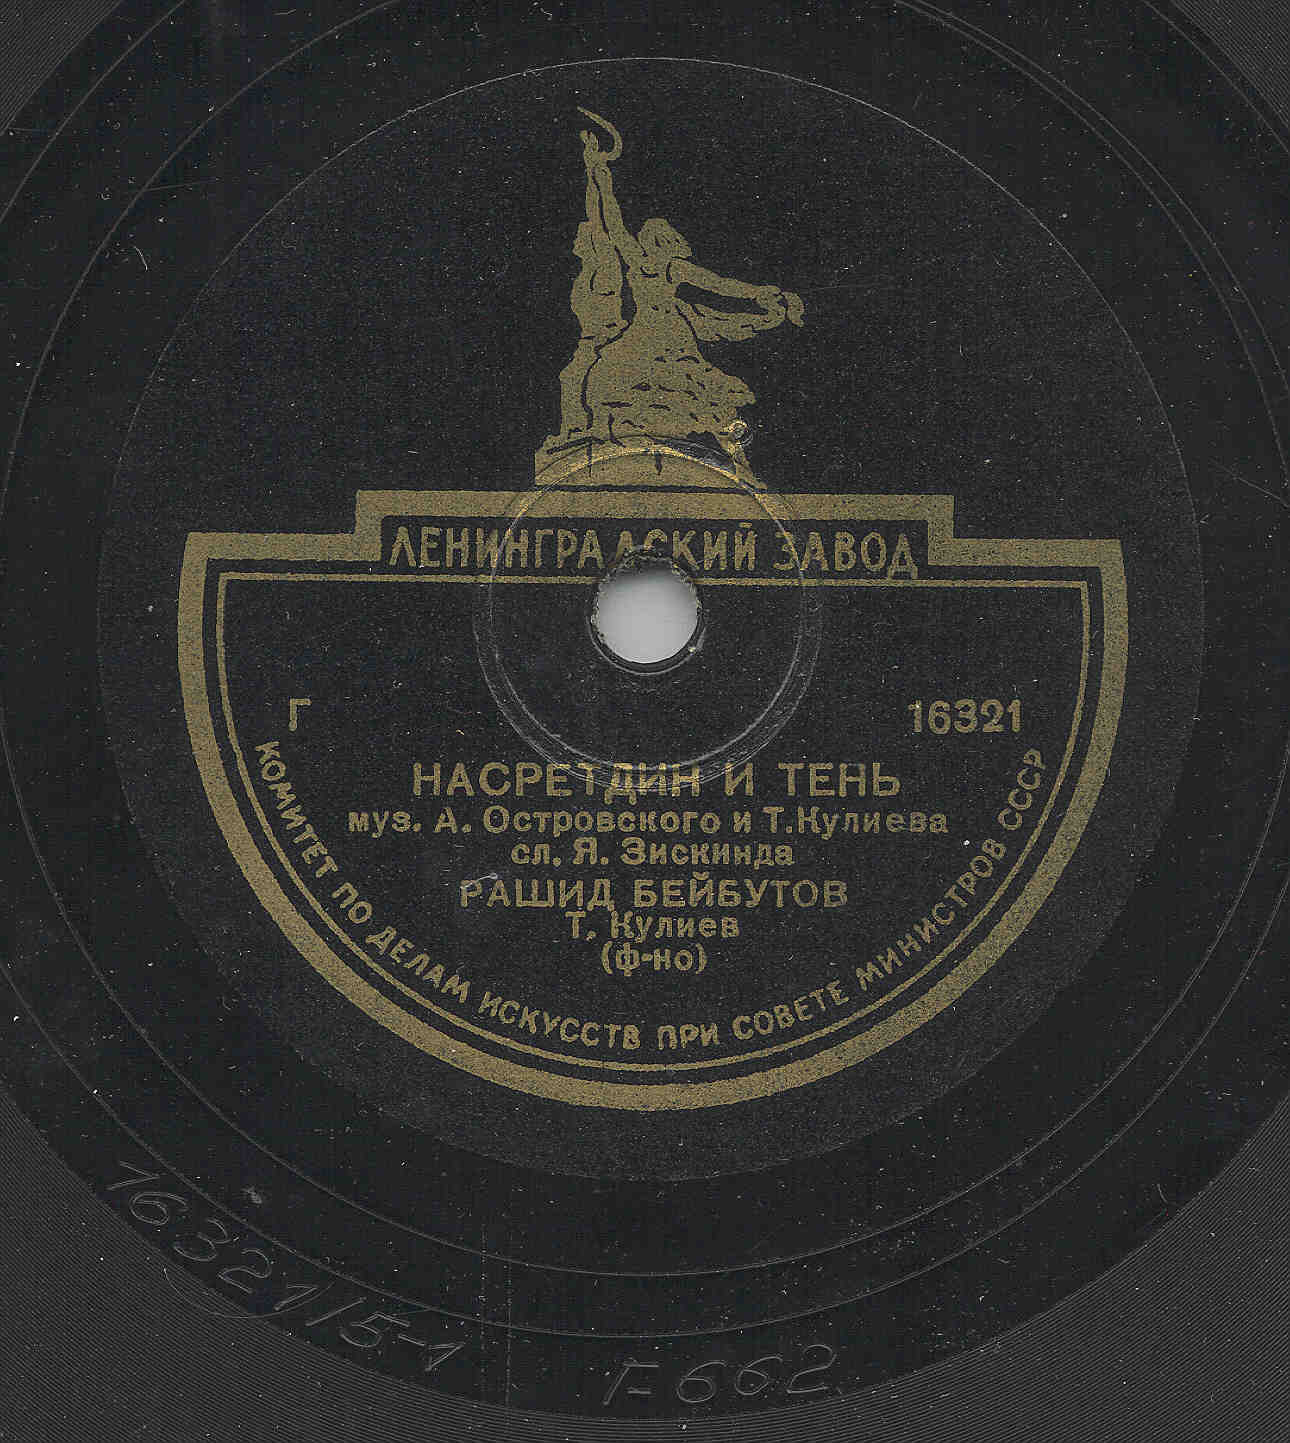 ЛЕНИНГРАДСКИЙ ЗАВОД
Г 16321
НАСРЕТДИН И ТЕНЬ
муз. А. Островского и Т. Кулиева
сл. Я. Зискинда
РАШИД БЕЙБУТОВ
Т. Кулиев
(ф-но)
КОМИТЕТ ПО ДЕЛАМ ИСКУССТВ ПРИ СОВЕТЕ МИНИСТРОВ СССР
16321/5-1
Г-662